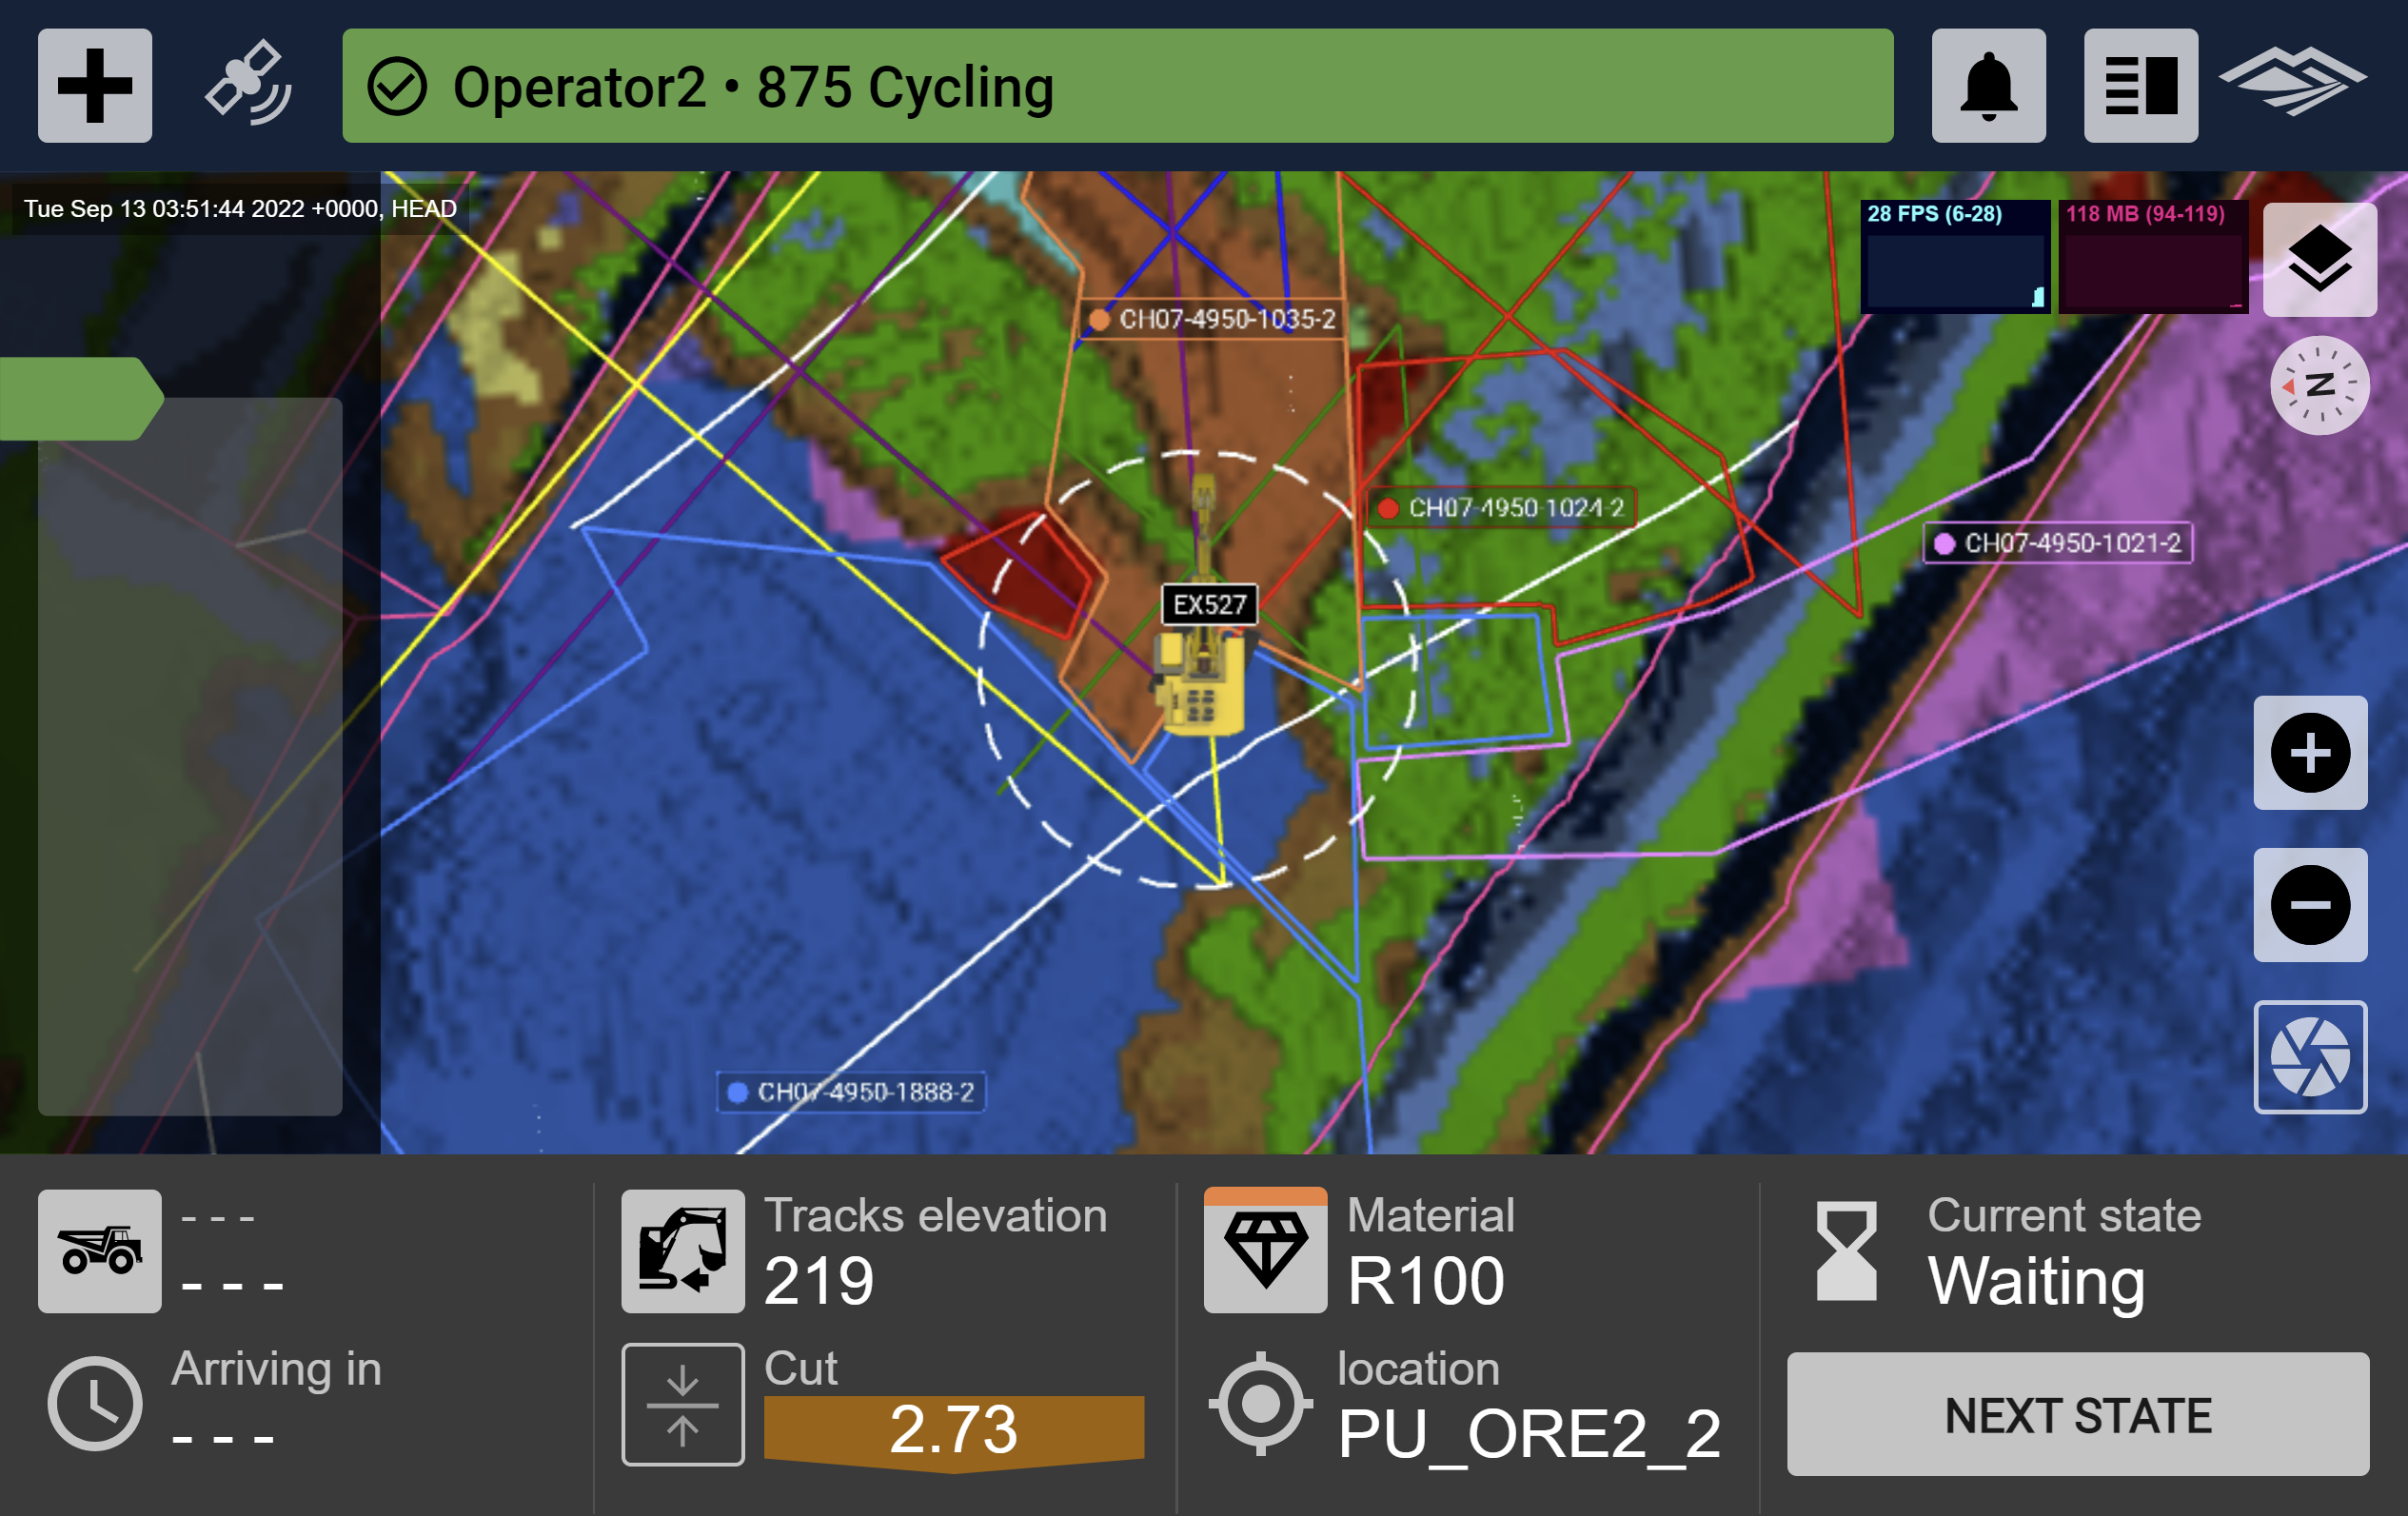 Operator2 • 875 Cycling
Tue Sep 13 03:51:44 2022 +0000, HEAD
28 FPS (6-28)
118 MB (94-119)
N
CH07-4950-1035-2
CH07-4950-1024-2
CH07-4950-1021-2
EX527
CH07-4950-1888-2
- - -
- - -
Arriving in
- - -
Tracks elevation
219
Cut
2.73
Material
R100
location
PU_ORE2_2
Current state
Waiting
NEXT STATE